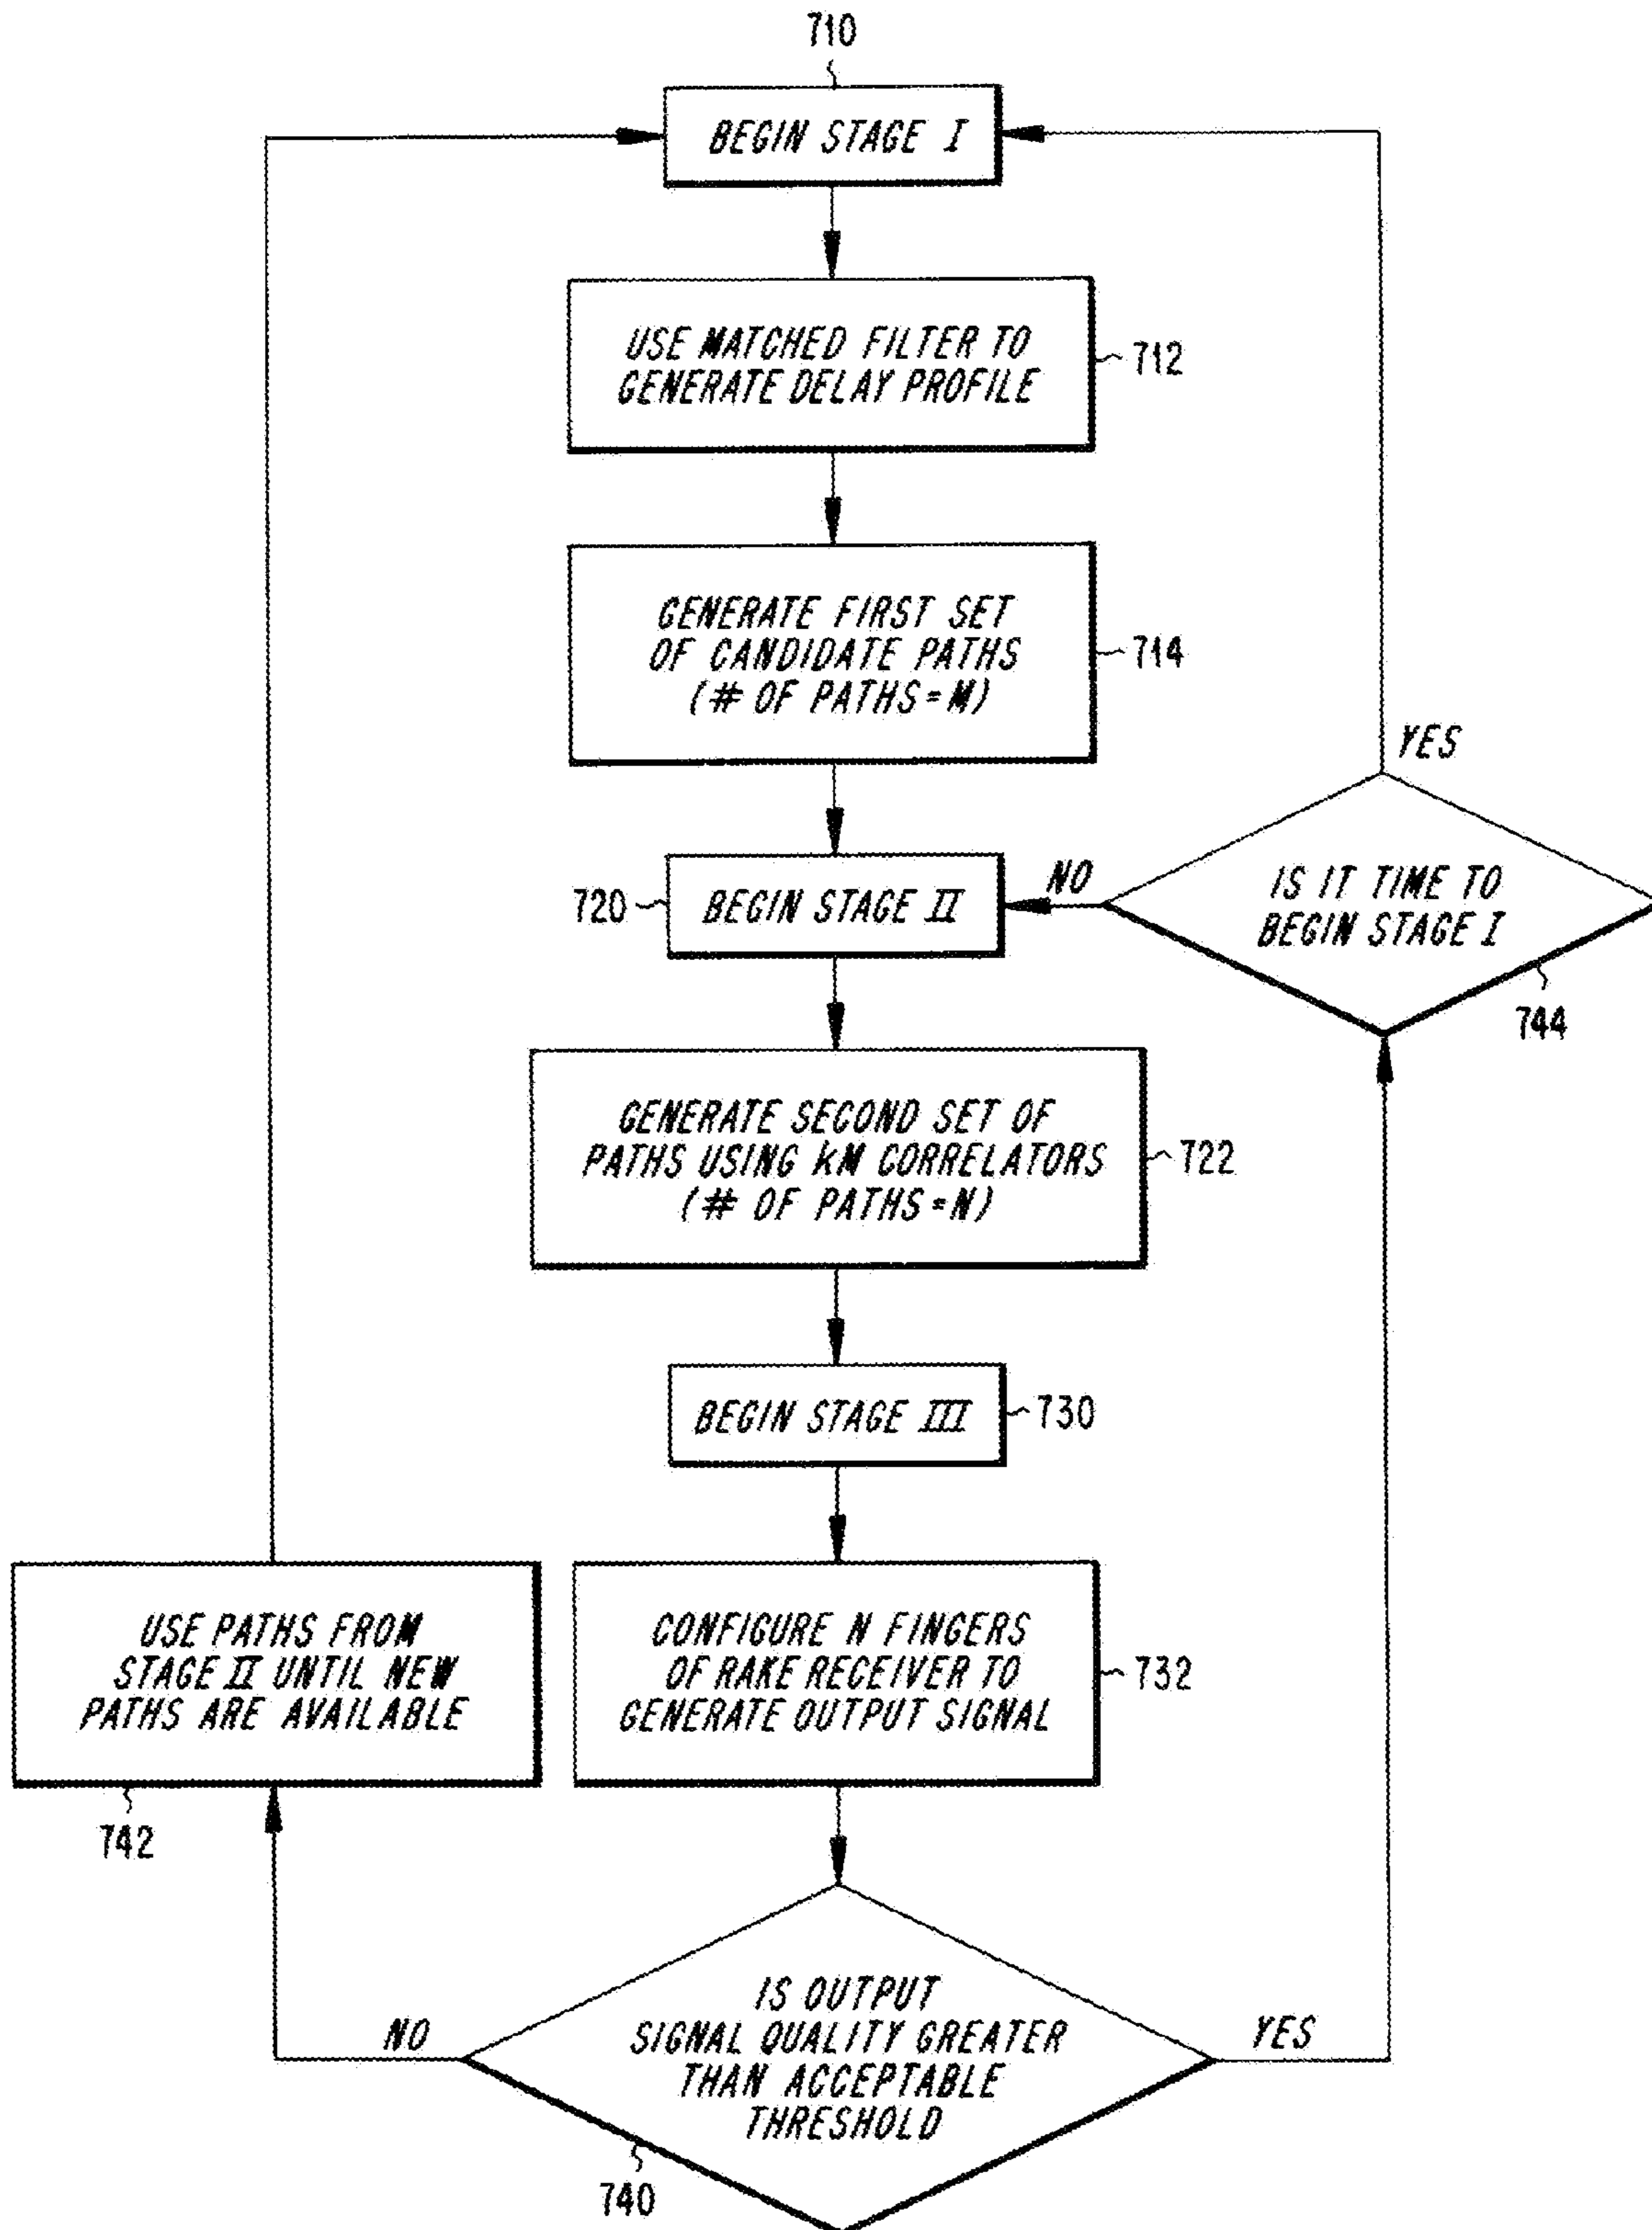 710
BEGIN STAGE I
USE MATCHED FILTER TO
GENERATE DELAY PROFILE
712
GENERATE FIRST SET
OF CANDIDATE PATHS
(# OF PATHS=M)
714
YES
720
BEGIN STAGE II
NO
IS IT TIME TO
BEGIN STAGE I
744
GENERATE SECOND SET OF
PATHS USING kM CORRELATORS
(# OF PATHS=N)
722
BEGIN STAGE III
730
USE PATHS FROM
STAGE II UNTIL NEW
PATHS ARE AVAILABLE
742
CONFIGURE N FINGERS
OF RAKE RECEIVER TO
GENERATE OUTPUT SIGNAL
732
NO
IS OUTPUT
SIGNAL QUALITY GREATER
THAN ACCEPTABLE
THRESHOLD
YES
740